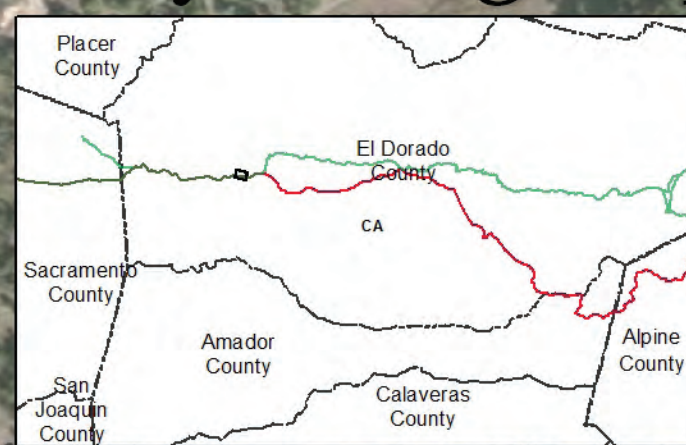 Placer
County
El Dorado
County
CA
Sacramento
County
Amador
County
Alpine
County
San
Joaquin
County
Calaveras
County